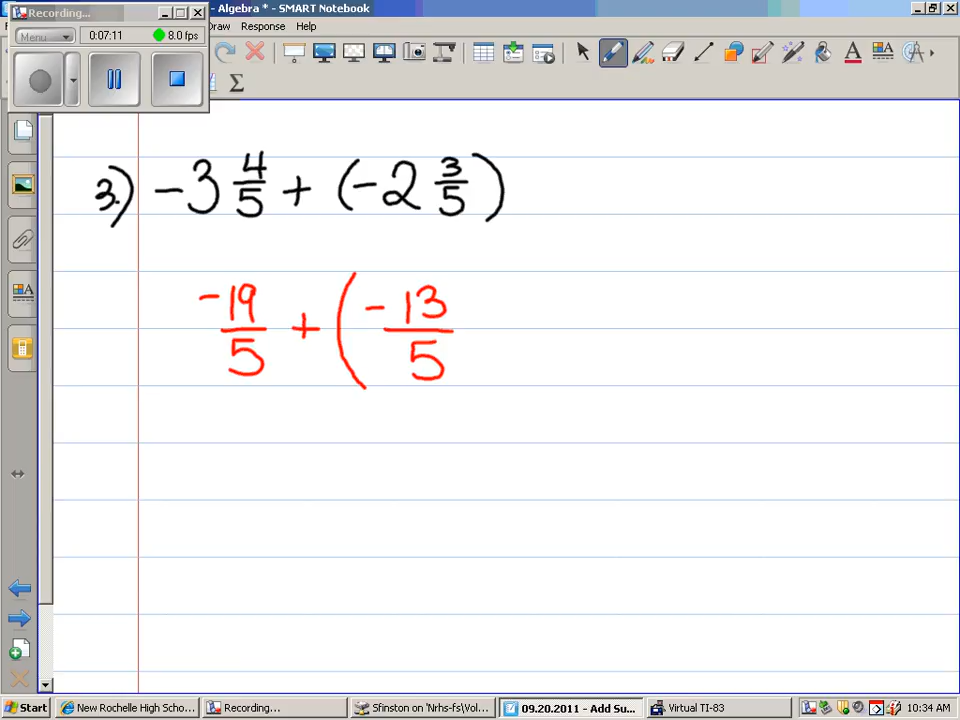 Recording...
- Algebra * - SMART Notebook
Menu
0:07:11
8.0 fps
Draw Response Help
Σ
A
3.) -3 4/5 + (-2 3/5)
-19/5 + (-13/5
Start
New Rochelle High Scho...
Recording...
Sfinston on 'Nrhs-fs\Vol...
09.20.2011 - Add Su...
Virtual TI-83
10:34 AM